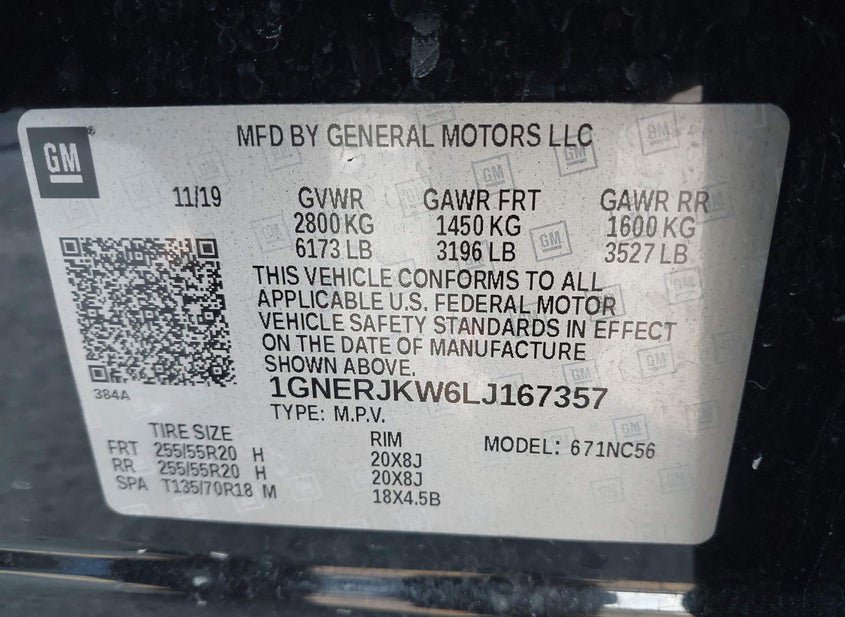 GM
MFD BY GENERAL MOTORS LLC
11/19 GVWR GAWR FRT GAWR RR
2800 KG 1450 KG 1600 KG
6173 LB 3196 LB 3527 LB
THIS VEHICLE CONFORMS TO ALL
APPLICABLE U.S. FEDERAL MOTOR
VEHICLE SAFETY STANDARDS IN EFFECT
ON THE DATE OF MANUFACTURE
SHOWN ABOVE.
384A
1GNERJKW6LJ167357
TYPE: M.P.V.
TIRE SIZE RIM MODEL: 671NC56
FRT 255/55R20 H 20X8J
RR 255/55R20 H 20X8J
SPA T135/70R18 M 18X4.5B